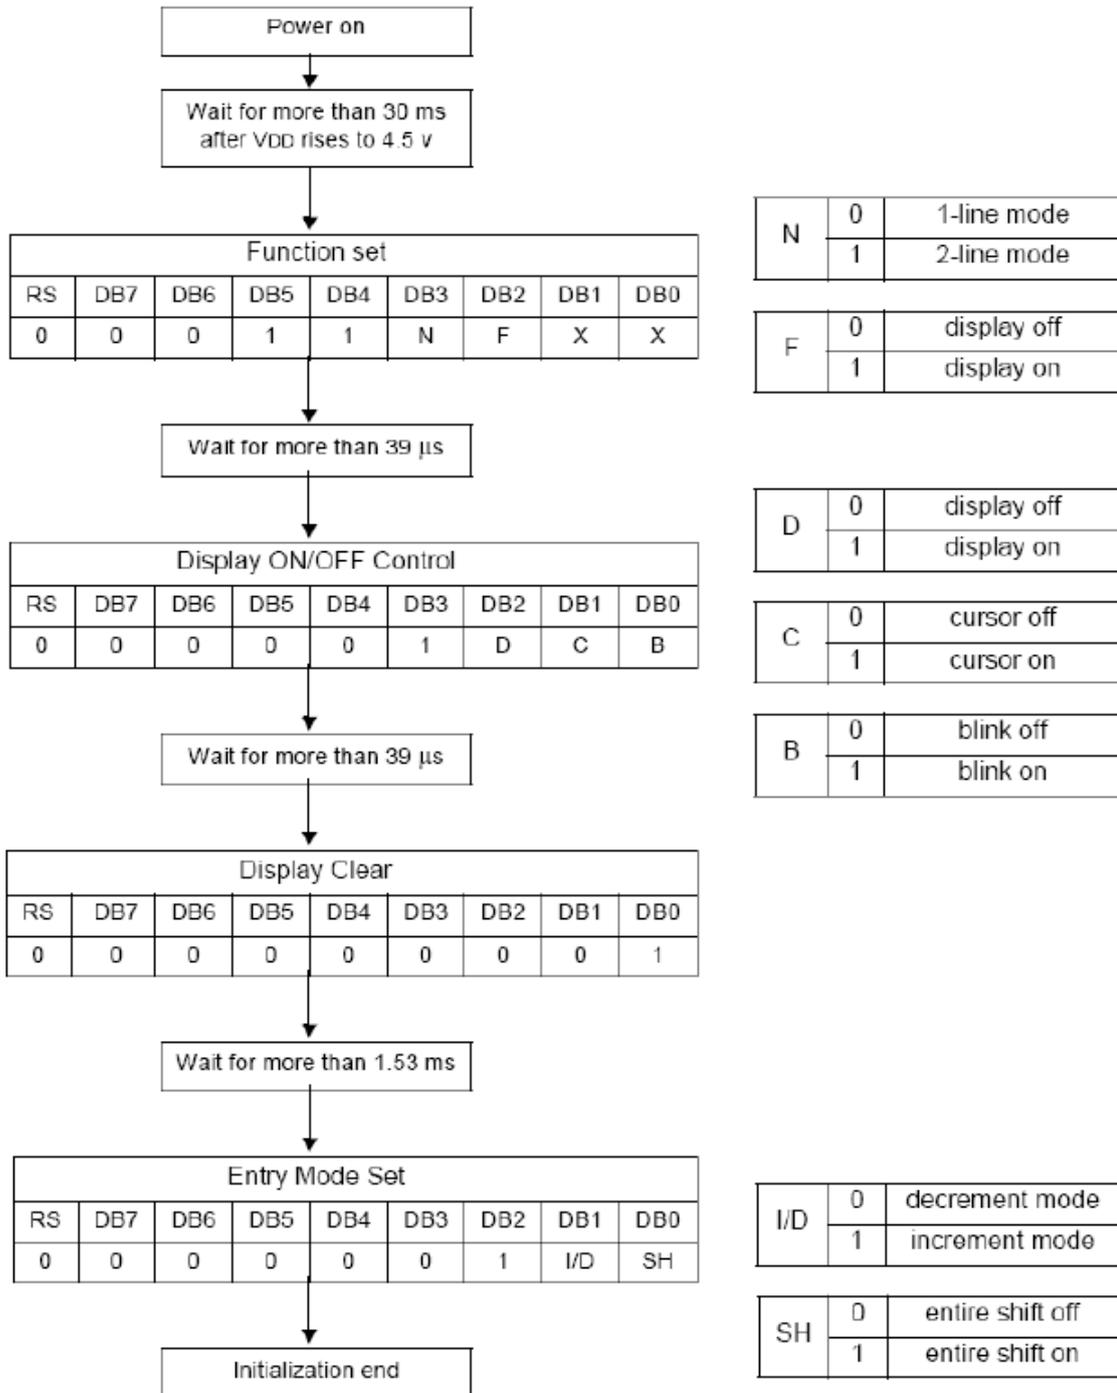 Power on
Wait for more than 30 ms
after VDD rises to 4.5 v
Function set
RS DB7 DB6 DB5 DB4 DB3 DB2 DB1 DB0
0 0 0 1 1 N F X X
N 0 1-line mode
1 2-line mode
F 0 display off
1 display on
Wait for more than 39 μs
Display ON/OFF Control
RS DB7 DB6 DB5 DB4 DB3 DB2 DB1 DB0
0 0 0 0 0 1 D C B
D 0 display off
1 display on
C 0 cursor off
1 cursor on
B 0 blink off
1 blink on
Wait for more than 39 μs
Display Clear
RS DB7 DB6 DB5 DB4 DB3 DB2 DB1 DB0
0 0 0 0 0 0 0 0 1
Wait for more than 1.53 ms
Entry Mode Set
RS DB7 DB6 DB5 DB4 DB3 DB2 DB1 DB0
0 0 0 0 0 0 1 I/D SH
I/D 0 decrement mode
1 increment mode
SH 0 entire shift off
1 entire shift on
Initialization end